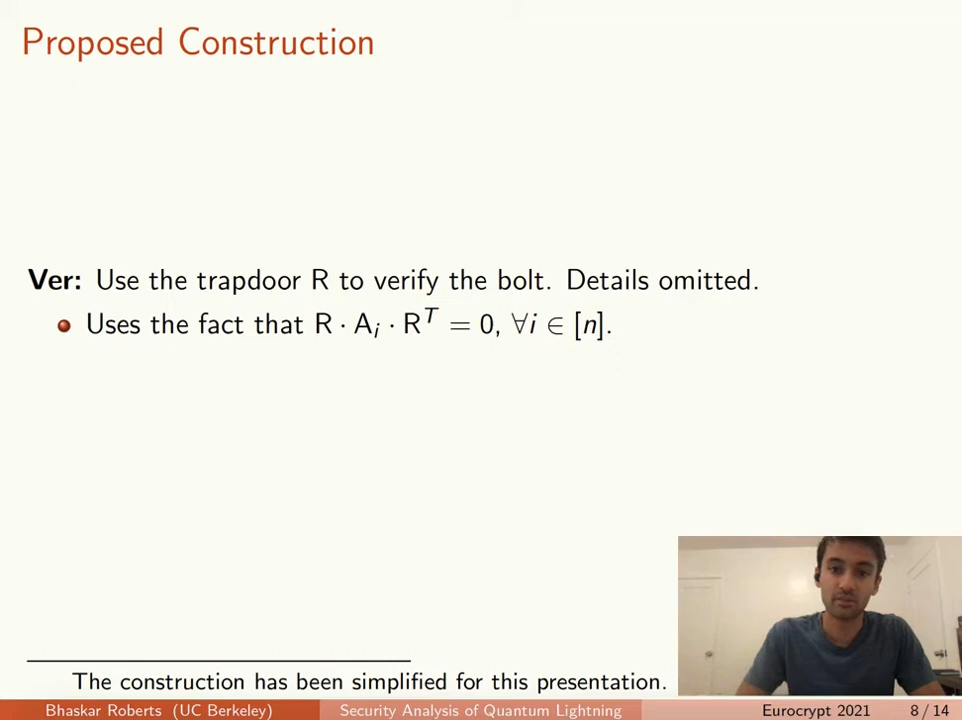 Proposed Construction
Ver: Use the trapdoor R to verify the bolt. Details omitted.
Uses the fact that R · Aᵢ · Rᵀ = 0, ∀i ∈ [n].
The construction has been simplified for this presentation.
Bhaskar Roberts (UC Berkeley) Security Analysis of Quantum Lightning Eurocrypt 2021 8 / 14